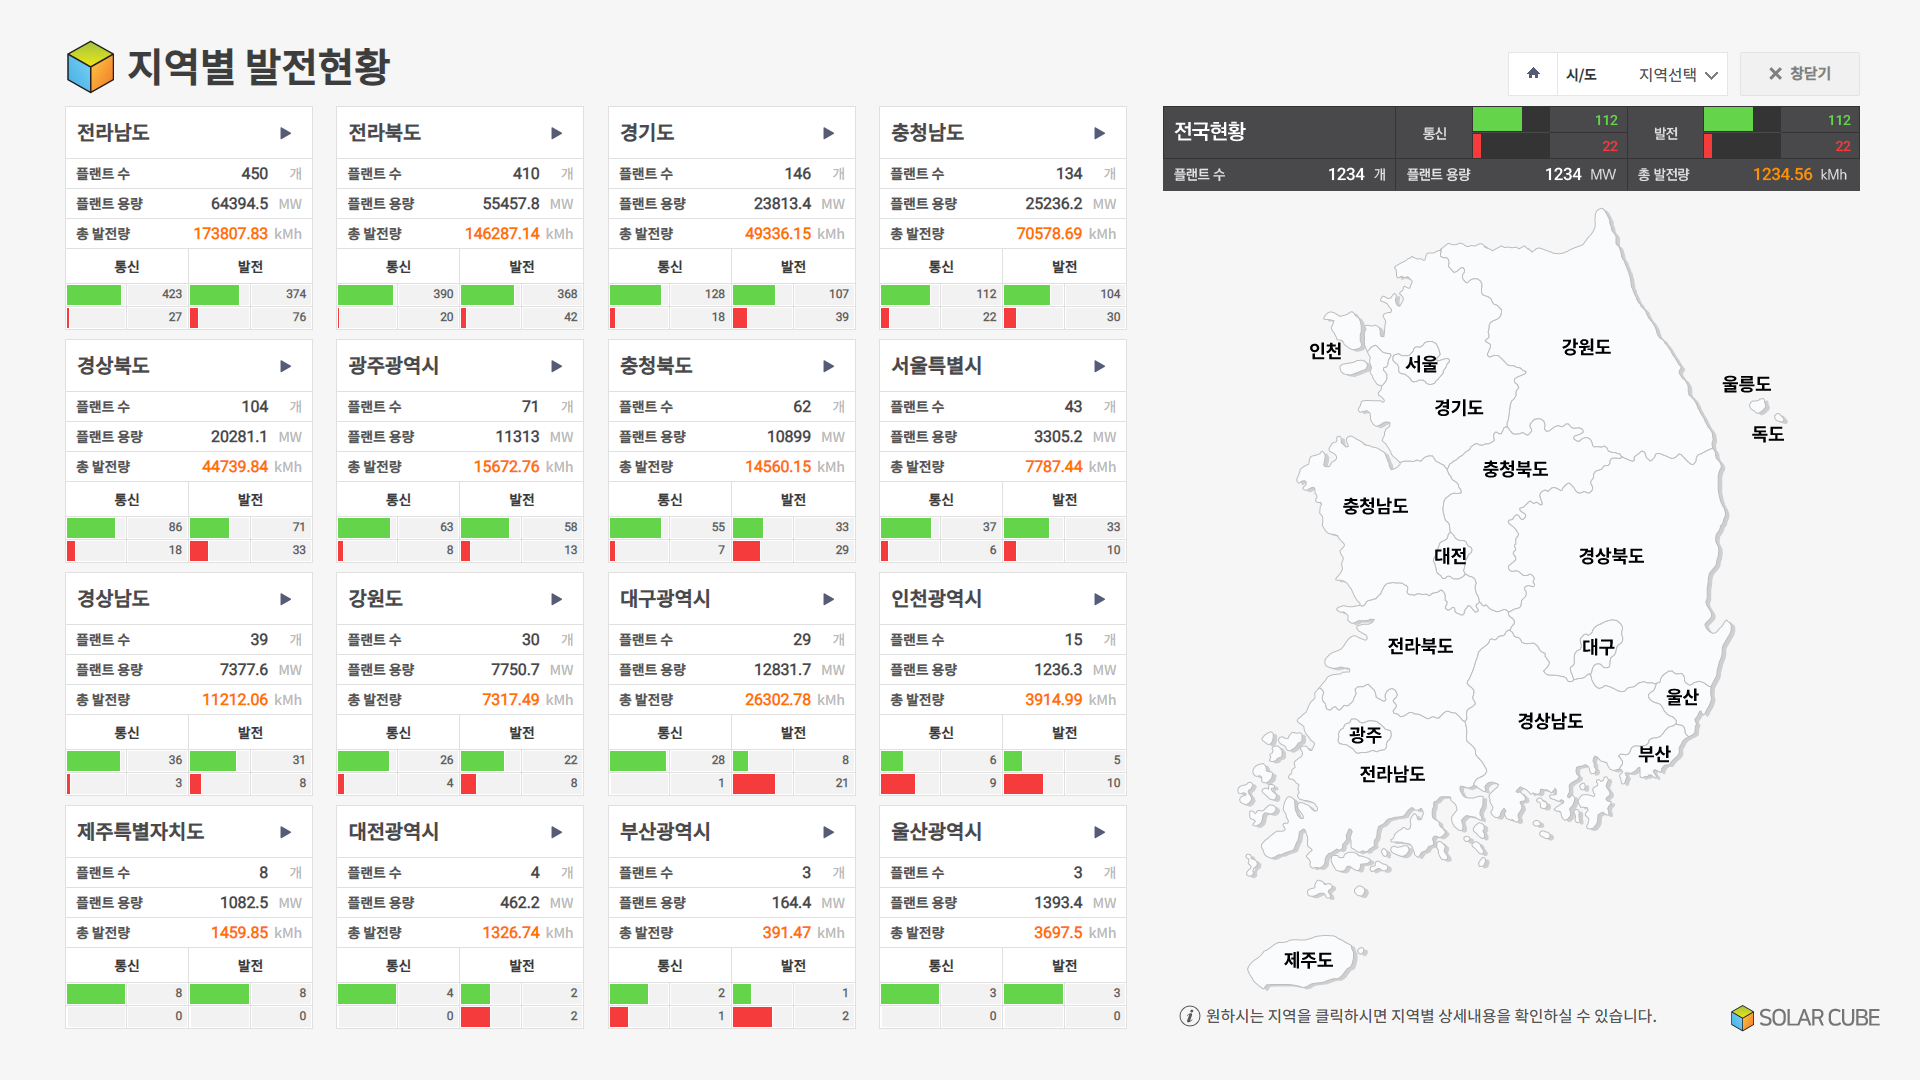 지역별 발전현황
시/도 지역선택
창닫기
전라남도
플랜트 수 450 개
플랜트 용량 64394.5 MW
총 발전량 173807.83 kMh
통신 발전
423 374
27 76
전라북도
플랜트 수 410 개
플랜트 용량 55457.8 MW
총 발전량 146287.14 kMh
통신 발전
390 368
20 42
경기도
플랜트 수 146 개
플랜트 용량 23813.4 MW
총 발전량 49336.15 kMh
통신 발전
128 107
18 39
충청남도
플랜트 수 134 개
플랜트 용량 25236.2 MW
총 발전량 70578.69 kMh
통신 발전
112 104
22 30
경상북도
플랜트 수 104 개
플랜트 용량 20281.1 MW
총 발전량 44739.84 kMh
통신 발전
86 71
18 33
광주광역시
플랜트 수 71 개
플랜트 용량 11313 MW
총 발전량 15672.76 kMh
통신 발전
63 58
8 13
충청북도
플랜트 수 62 개
플랜트 용량 10899 MW
총 발전량 14560.15 kMh
통신 발전
55 33
7 29
서울특별시
플랜트 수 43 개
플랜트 용량 3305.2 MW
총 발전량 7787.44 kMh
통신 발전
37 33
6 10
경상남도
플랜트 수 39 개
플랜트 용량 7377.6 MW
총 발전량 11212.06 kMh
통신 발전
36 31
3 8
강원도
플랜트 수 30 개
플랜트 용량 7750.7 MW
총 발전량 7317.49 kMh
통신 발전
26 22
4 8
대구광역시
플랜트 수 29 개
플랜트 용량 12831.7 MW
총 발전량 26302.78 kMh
통신 발전
28 8
1 21
인천광역시
플랜트 수 15 개
플랜트 용량 1236.3 MW
총 발전량 3914.99 kMh
통신 발전
6 5
9 10
제주특별자치도
플랜트 수 8 개
플랜트 용량 1082.5 MW
총 발전량 1459.85 kMh
통신 발전
8 8
0 0
대전광역시
플랜트 수 4 개
플랜트 용량 462.2 MW
총 발전량 1326.74 kMh
통신 발전
4 2
0 2
부산광역시
플랜트 수 3 개
플랜트 용량 164.4 MW
총 발전량 391.47 kMh
통신 발전
2 1
1 2
울산광역시
플랜트 수 3 개
플랜트 용량 1393.4 MW
총 발전량 3697.5 kMh
통신 발전
3 3
0 0
전국현황
통신 112 22
발전 112 22
플랜트 수 1234 개
플랜트 용량 1234 MW
총 발전량 1234.56 kMh
강원도
인천
서울
울릉도
경기도
독도
충청북도
충청남도
대전
경상북도
전라북도
대구
울산
경상남도
광주
부산
전라남도
제주도
i 원하시는 지역을 클릭하시면 지역별 상세내용을 확인하실 수 있습니다.
SOLAR CUBE